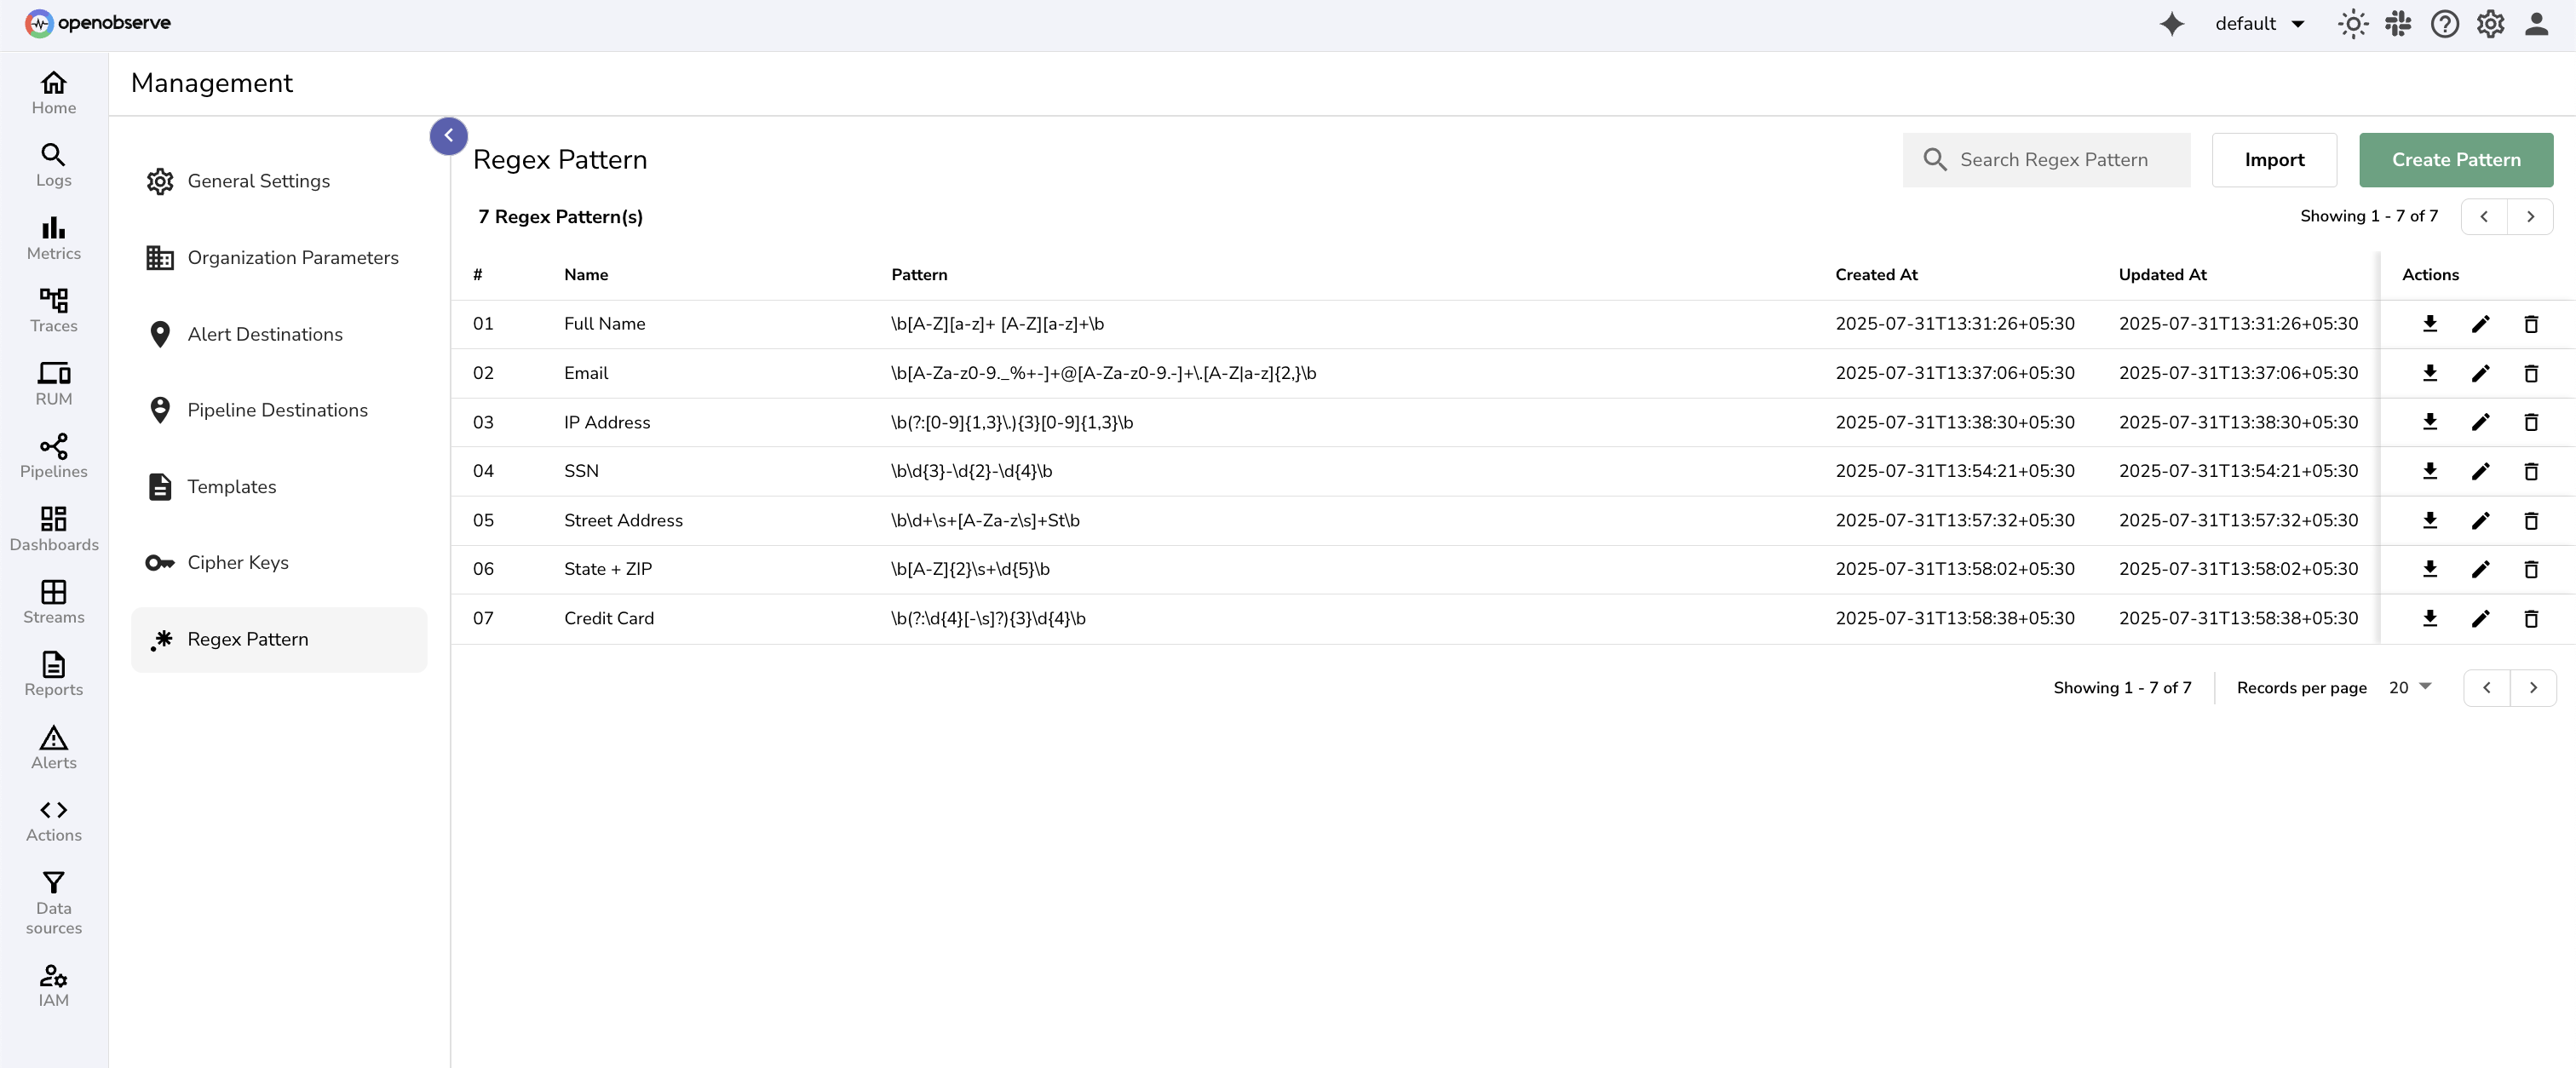 openobserve
default
Management
Home
Logs
Metrics
Traces
RUM
Pipelines
Dashboards
Streams
Reports
Alerts
Actions
Data
sources
IAM
General Settings
Organization Parameters
Alert Destinations
Pipeline Destinations
Templates
Cipher Keys
Regex Pattern
Regex Pattern
Search Regex Pattern
Import
Create Pattern
7 Regex Pattern(s)
Showing 1 - 7 of 7
# Name Pattern Created At Updated At Actions
01 Full Name \b[A-Z][a-z]+ [A-Z][a-z]+\b 2025-07-31T13:31:26+05:30 2025-07-31T13:31:26+05:30
02 Email \b[A-Za-z0-9._%+-]+@[A-Za-z0-9.-]+\.[A-Z|a-z]{2,}\b 2025-07-31T13:37:06+05:30 2025-07-31T13:37:06+05:30
03 IP Address \b(?:[0-9]{1,3}\.){3}[0-9]{1,3}\b 2025-07-31T13:38:30+05:30 2025-07-31T13:38:30+05:30
04 SSN \b\d{3}-\d{2}-\d{4}\b 2025-07-31T13:54:21+05:30 2025-07-31T13:54:21+05:30
05 Street Address \b\d+\s+[A-Za-z\s]+St\b 2025-07-31T13:57:32+05:30 2025-07-31T13:57:32+05:30
06 State + ZIP \b[A-Z]{2}\s+\d{5}\b 2025-07-31T13:58:02+05:30 2025-07-31T13:58:02+05:30
07 Credit Card \b(?:\d{4}[-\s]?){3}\d{4}\b 2025-07-31T13:58:38+05:30 2025-07-31T13:58:38+05:30
Showing 1 - 7 of 7 Records per page 20